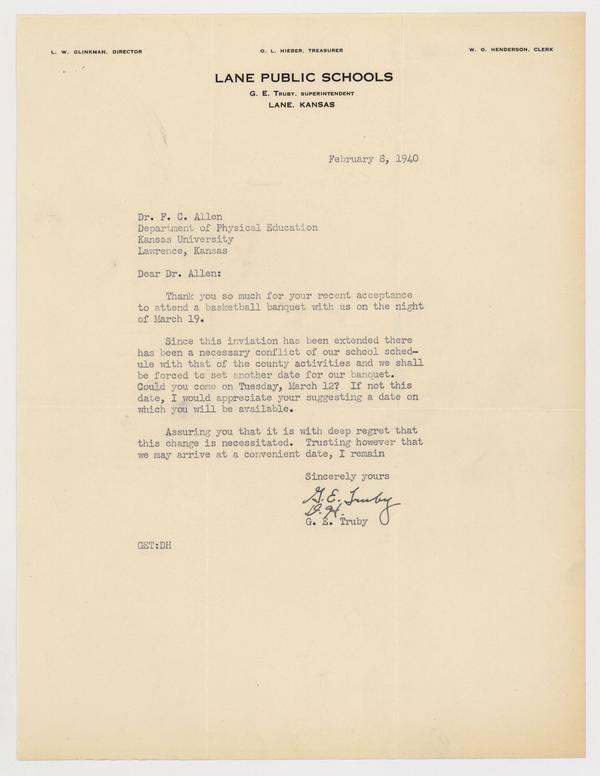 L. W. GLINKMAN, DIRECTOR
O. L. HIEBER, TREASURER
W. O. HENDERSON, CLERK
LANE PUBLIC SCHOOLS
G. E. TRUBY, SUPERINTENDENT
LANE, KANSAS
February 8, 1940
Dr. F. C. Allen
Department of Physical Education
Kansas University
Lawrence, Kansas
Dear Dr. Allen:
Thank you so much for your recent acceptance
to attend a basketball banquet with us on the night
of March 19.
Since this inviation has been extended there
has been a necessary conflict of our school sched-
ule with that of the county activities and we shall
be forced to set another date for our banquet.
Could you come on Tuesday, March 12? If not this
date, I would appreciate your suggesting a date on
which you will be available.
Assuring you that it is with deep regret that
this change is necessitated. Trusting however that
we may arrive at a convenient date, I remain
Sincerely yours
G. E. Truby
D. H.
G. E. Truby
GET:DH